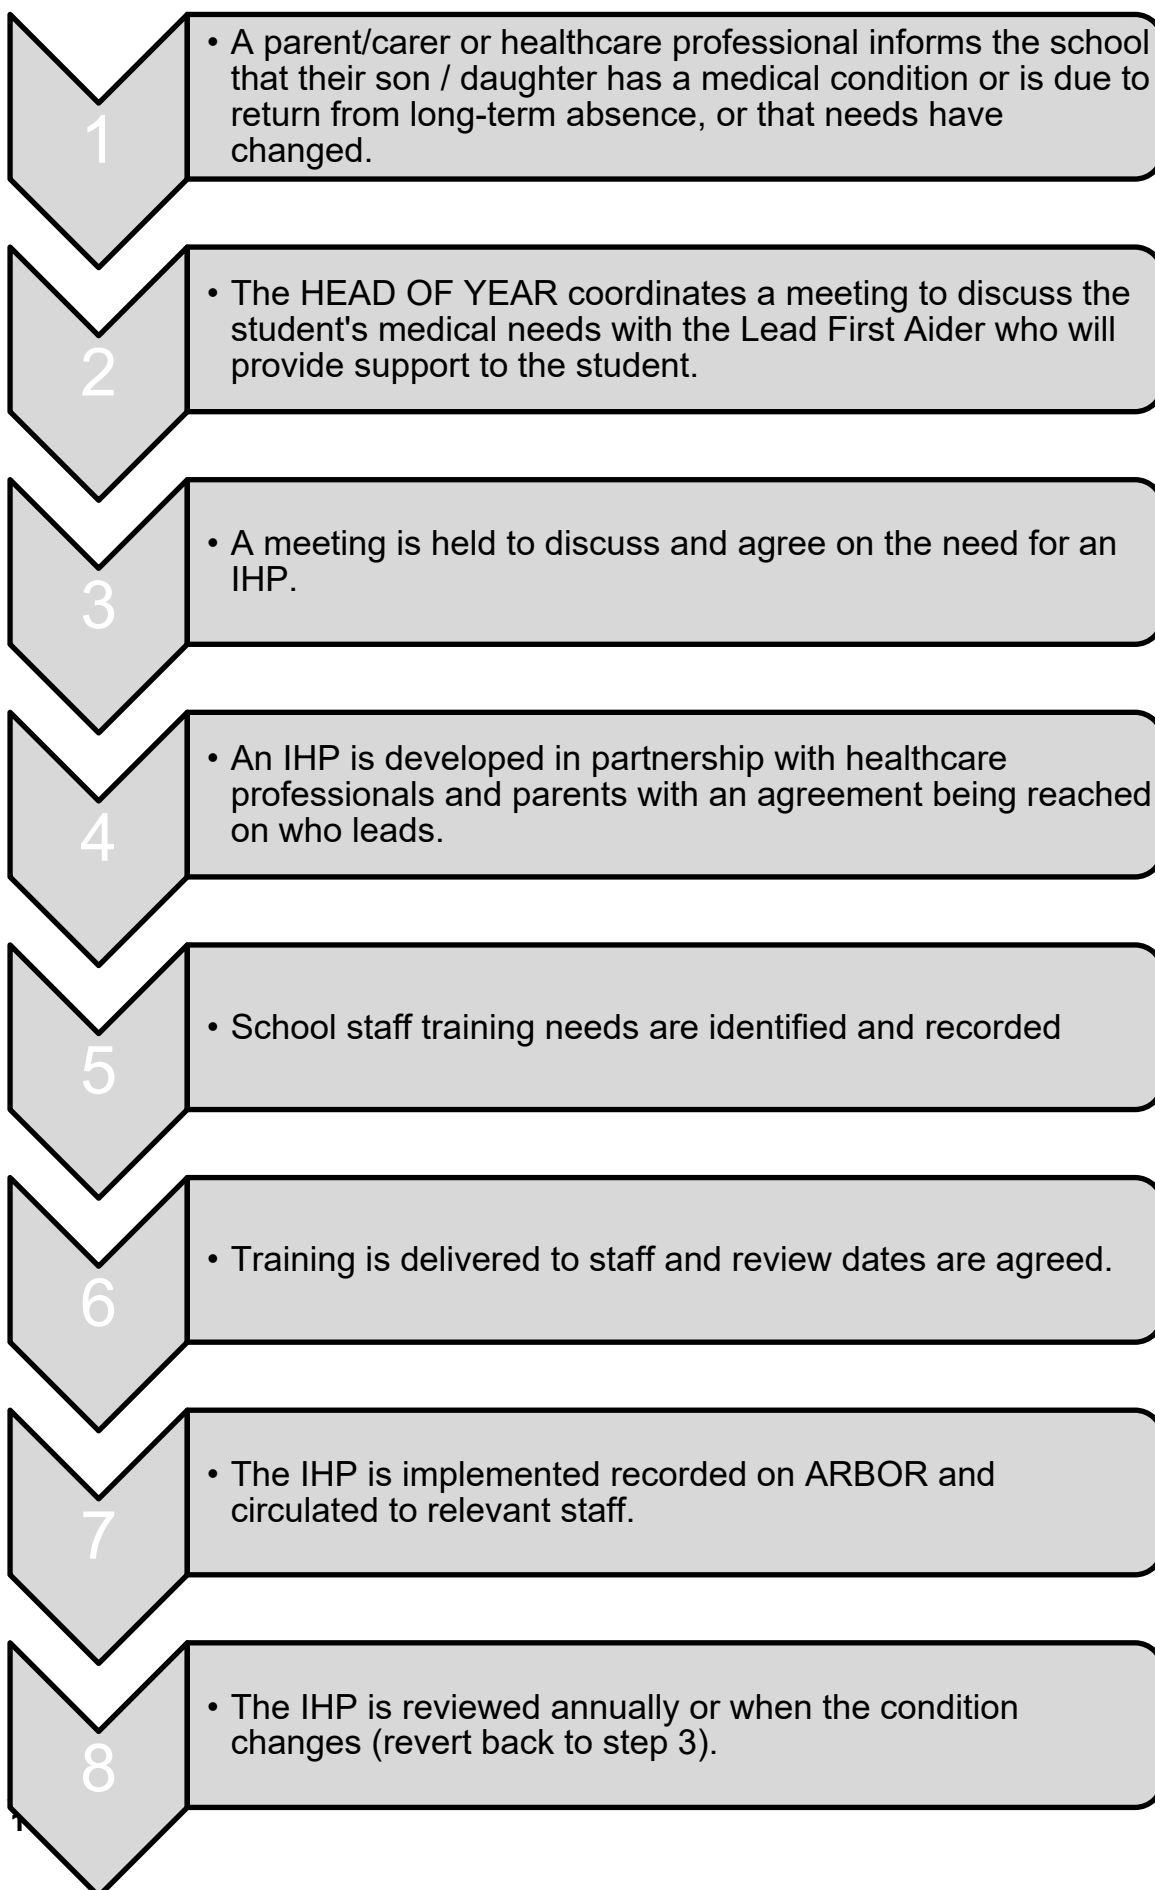 1
• A parent/carer or healthcare professional informs the school
that their son / daughter has a medical condition or is due to
return from long-term absence, or that needs have
changed.
2
• The HEAD OF YEAR coordinates a meeting to discuss the
student's medical needs with the Lead First Aider who will
provide support to the student.
3
• A meeting is held to discuss and agree on the need for an
IHP.
4
• An IHP is developed in partnership with healthcare
professionals and parents with an agreement being reached
on who leads.
5
• School staff training needs are identified and recorded
6
• Training is delivered to staff and review dates are agreed.
7
• The IHP is implemented recorded on ARBOR and
circulated to relevant staff.
8
• The IHP is reviewed annually or when the condition
changes (revert back to step 3).